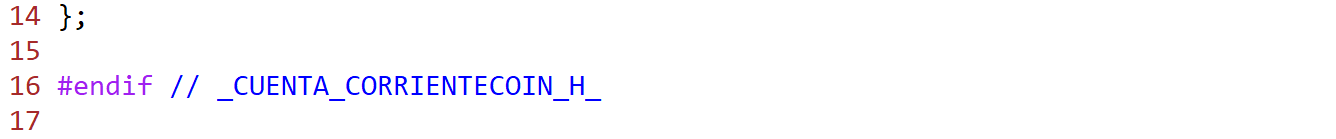 14 };
15
16 #endif // _CUENTA_CORRIENTECOIN_H_
17